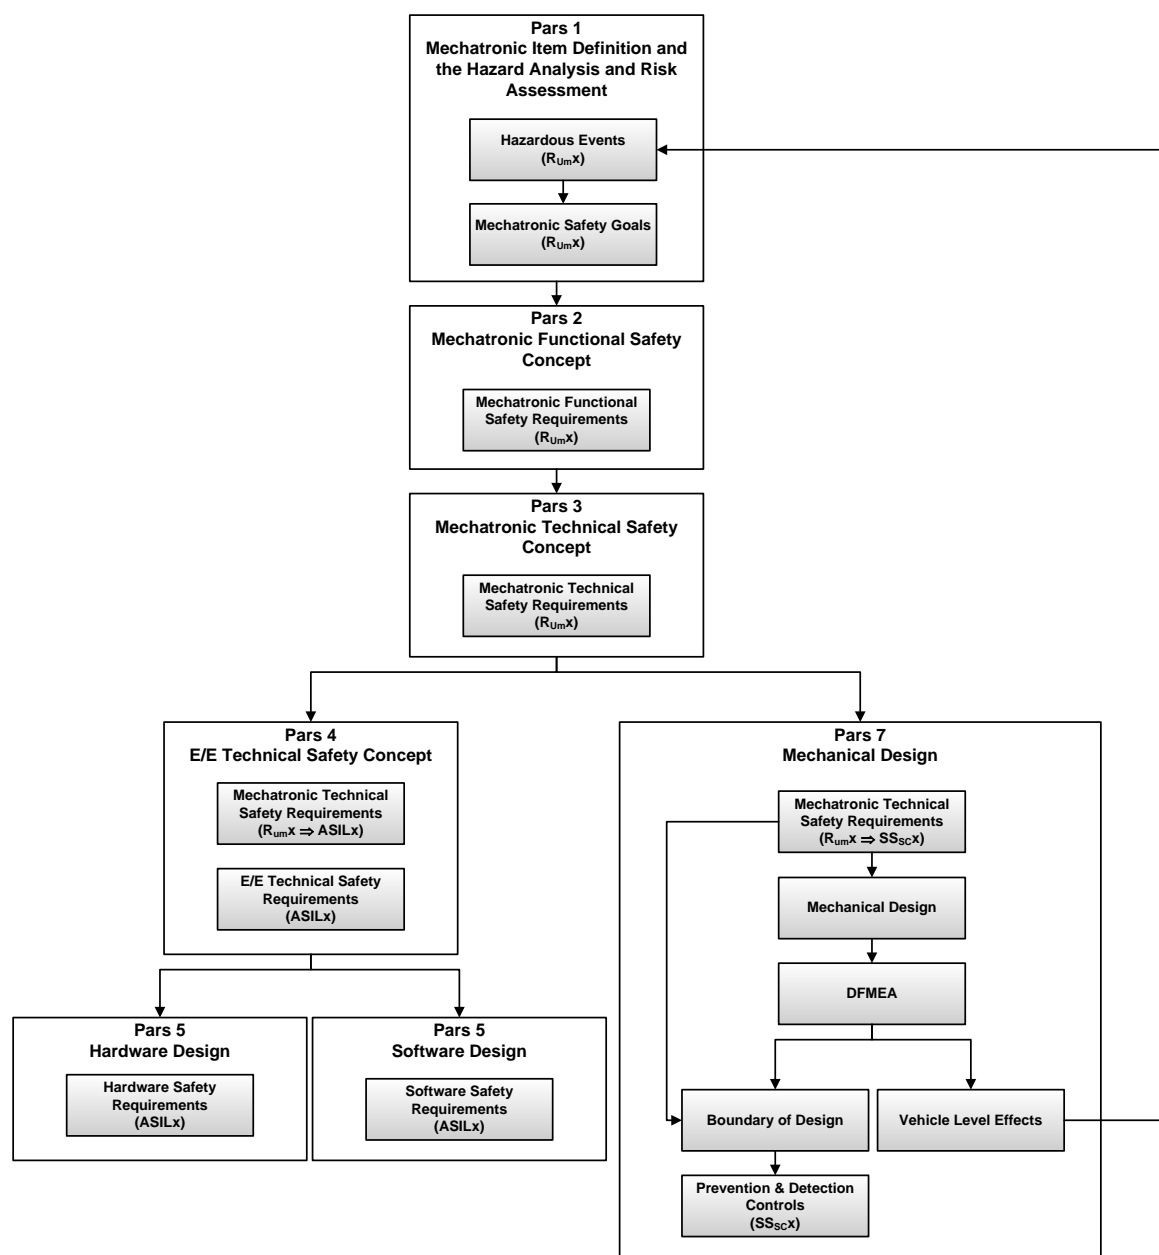 Pars 1
Mechatronic Item Definition and
the Hazard Analysis and Risk
Assessment
Hazardous Events
(RUmx)
Mechatronic Safety Goals
(RUmx)
Pars 2
Mechatronic Functional Safety
Concept
Mechatronic Functional
Safety Requirements
(RUmx)
Pars 3
Mechatronic Technical Safety
Concept
Mechatronic Technical
Safety Requirements
(RUmx)
Pars 4
E/E Technical Safety Concept
Mechatronic Technical
Safety Requirements
(Rumx ⇒ ASILx)
E/E Technical Safety
Requirements
(ASILx)
Pars 5
Hardware Design
Hardware Safety
Requirements
(ASILx)
Pars 5
Software Design
Software Safety
Requirements
(ASILx)
Pars 7
Mechanical Design
Mechatronic Technical
Safety Requirements
(Rumx ⇒ SSSCx)
Mechanical Design
DFMEA
Boundary of Design
Vehicle Level Effects
Prevention & Detection
Controls
(SSSCx)